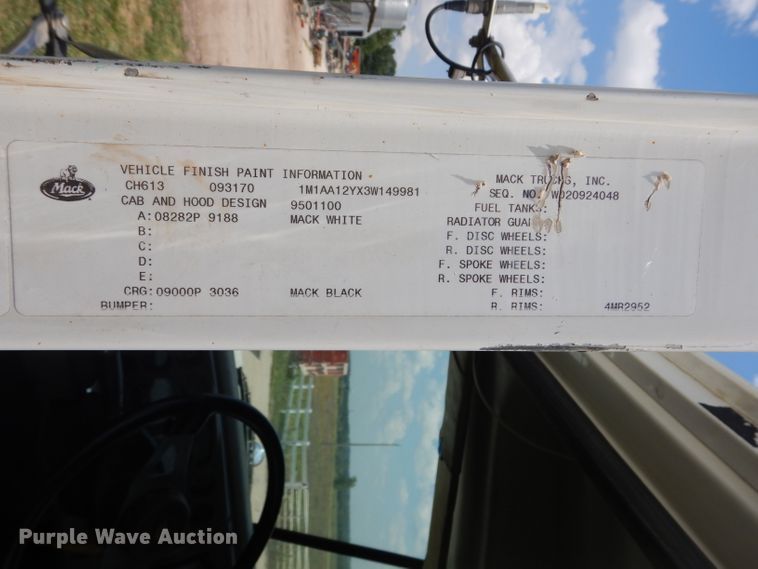 Mack
VEHICLE FINISH PAINT INFORMATION
MACK TRUCKS, INC.
CH613 093170 1M1AA12YX3W149981
SEQ. NO. W020924048
CAB AND HOOD DESIGN 9501100
FUEL TANKS:
A: 08282P 9188 MACK WHITE
RADIATOR
B:
F. DISC WHEELS:
C:
R. DISC WHEELS:
D:
F. SPOKE WHEELS:
E:
R. SPOKE WHEELS:
CRG: 09000P 3036 MACK BLACK
F. RIMS:
BUMPER:
R. RIMS: 4MR2952
Purple Wave Auction